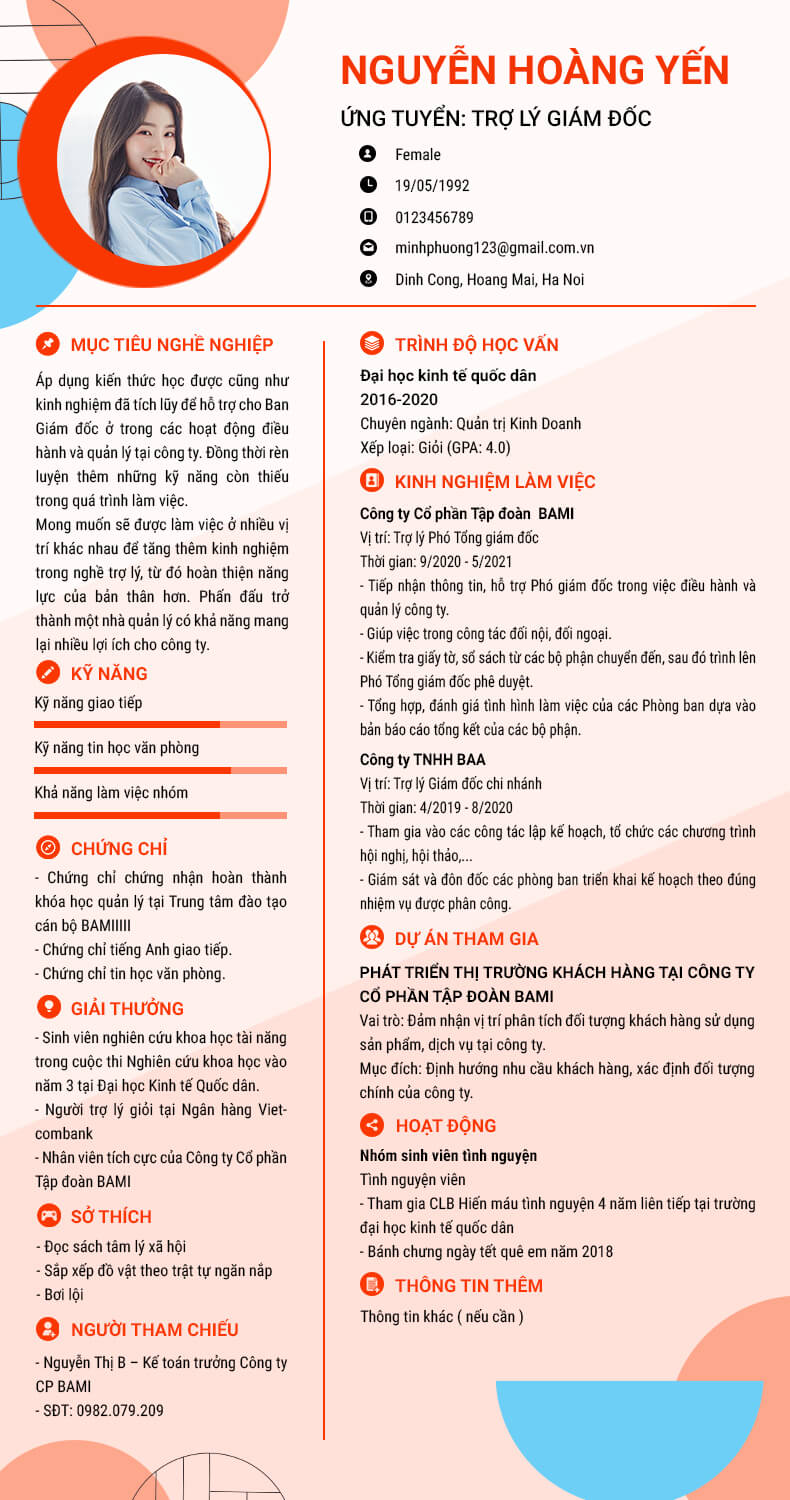 NGUYỄN HOÀNG YẾN
ỨNG TUYỂN: TRỢ LÝ GIÁM ĐỐC
Female
19/05/1992
0123456789
minhphuong123@gmail.com.vn
Dinh Cong, Hoang Mai, Ha Noi
MỤC TIÊU NGHỀ NGHIỆP
Áp dụng kiến thức học được cũng như
kinh nghiệm đã tích lũy để hỗ trợ cho Ban
Giám đốc ở trong các hoạt động điều
hành và quản lý tại công ty. Đồng thời rèn
luyện thêm những kỹ năng còn thiếu
trong quá trình làm việc.
Mong muốn sẽ được làm việc ở nhiều vị
trí khác nhau để tăng thêm kinh nghiệm
trong nghề trợ lý, từ đó hoàn thiện năng
lực của bản thân hơn. Phấn đấu trở
thành một nhà quản lý có khả năng mang
lại nhiều lợi ích cho công ty.
KỸ NĂNG
Kỹ năng giao tiếp
Kỹ năng tin học văn phòng
Khả năng làm việc nhóm
CHỨNG CHỈ
- Chứng chỉ chứng nhận hoàn thành
khóa học quản lý tại Trung tâm đào tạo
cán bộ BAMIIIII
- Chứng chỉ tiếng Anh giao tiếp.
- Chứng chỉ tin học văn phòng.
GIẢI THƯỞNG
- Sinh viên nghiên cứu khoa học tài năng
trong cuộc thi Nghiên cứu khoa học vào
năm 3 tại Đại học Kinh tế Quốc dân.
- Người trợ lý giỏi tại Ngân hàng Viet-
combank
- Nhân viên tích cực của Công ty Cổ phần
Tập đoàn BAMI
SỞ THÍCH
- Đọc sách tâm lý xã hội
- Sắp xếp đồ vật theo trật tự ngăn nắp
- Bơi lội
NGƯỜI THAM CHIẾU
- Nguyễn Thị B – Kế toán trưởng Công ty
CP BAMI
- SĐT: 0982.079.209
TRÌNH ĐỘ HỌC VẤN
Đại học kinh tế quốc dân
2016-2020
Chuyên ngành: Quản trị Kinh Doanh
Xếp loại: Giỏi (GPA: 4.0)
KINH NGHIỆM LÀM VIỆC
Công ty Cổ phần Tập đoàn BAMI
Vị trí: Trợ lý Phó Tổng giám đốc
Thời gian: 9/2020 - 5/2021
- Tiếp nhận thông tin, hỗ trợ Phó giám đốc trong việc điều hành và
quản lý công ty.
- Giúp việc trong công tác đối nội, đối ngoại.
- Kiểm tra giấy tờ, sổ sách từ các bộ phận chuyển đến, sau đó trình lên
Phó Tổng giám đốc phê duyệt.
- Tổng hợp, đánh giá tình hình làm việc của các Phòng ban dựa vào
bản báo cáo tổng kết của các bộ phận.
Công ty TNHH BAA
Vị trí: Trợ lý Giám đốc chi nhánh
Thời gian: 4/2019 - 8/2020
- Tham gia vào các công tác lập kế hoạch, tổ chức các chương trình
hội nghị, hội thảo,...
- Giám sát và đôn đốc các phòng ban triển khai kế hoạch theo đúng
nhiệm vụ được phân công.
DỰ ÁN THAM GIA
PHÁT TRIỂN THỊ TRƯỜNG KHÁCH HÀNG TẠI CÔNG TY
CỔ PHẦN TẬP ĐOÀN BAMI
Vai trò: Đảm nhận vị trí phân tích đối tượng khách hàng sử dụng
sản phẩm, dịch vụ tại công ty.
Mục đích: Định hướng nhu cầu khách hàng, xác định đối tượng
chính của công ty.
HOẠT ĐỘNG
Nhóm sinh viên tình nguyện
Tình nguyện viên
- Tham gia CLB Hiến máu tình nguyện 4 năm liên tiếp tại trường
đại học kinh tế quốc dân
- Bánh chưng ngày tết quê em năm 2018
THÔNG TIN THÊM
Thông tin khác ( nếu cần )